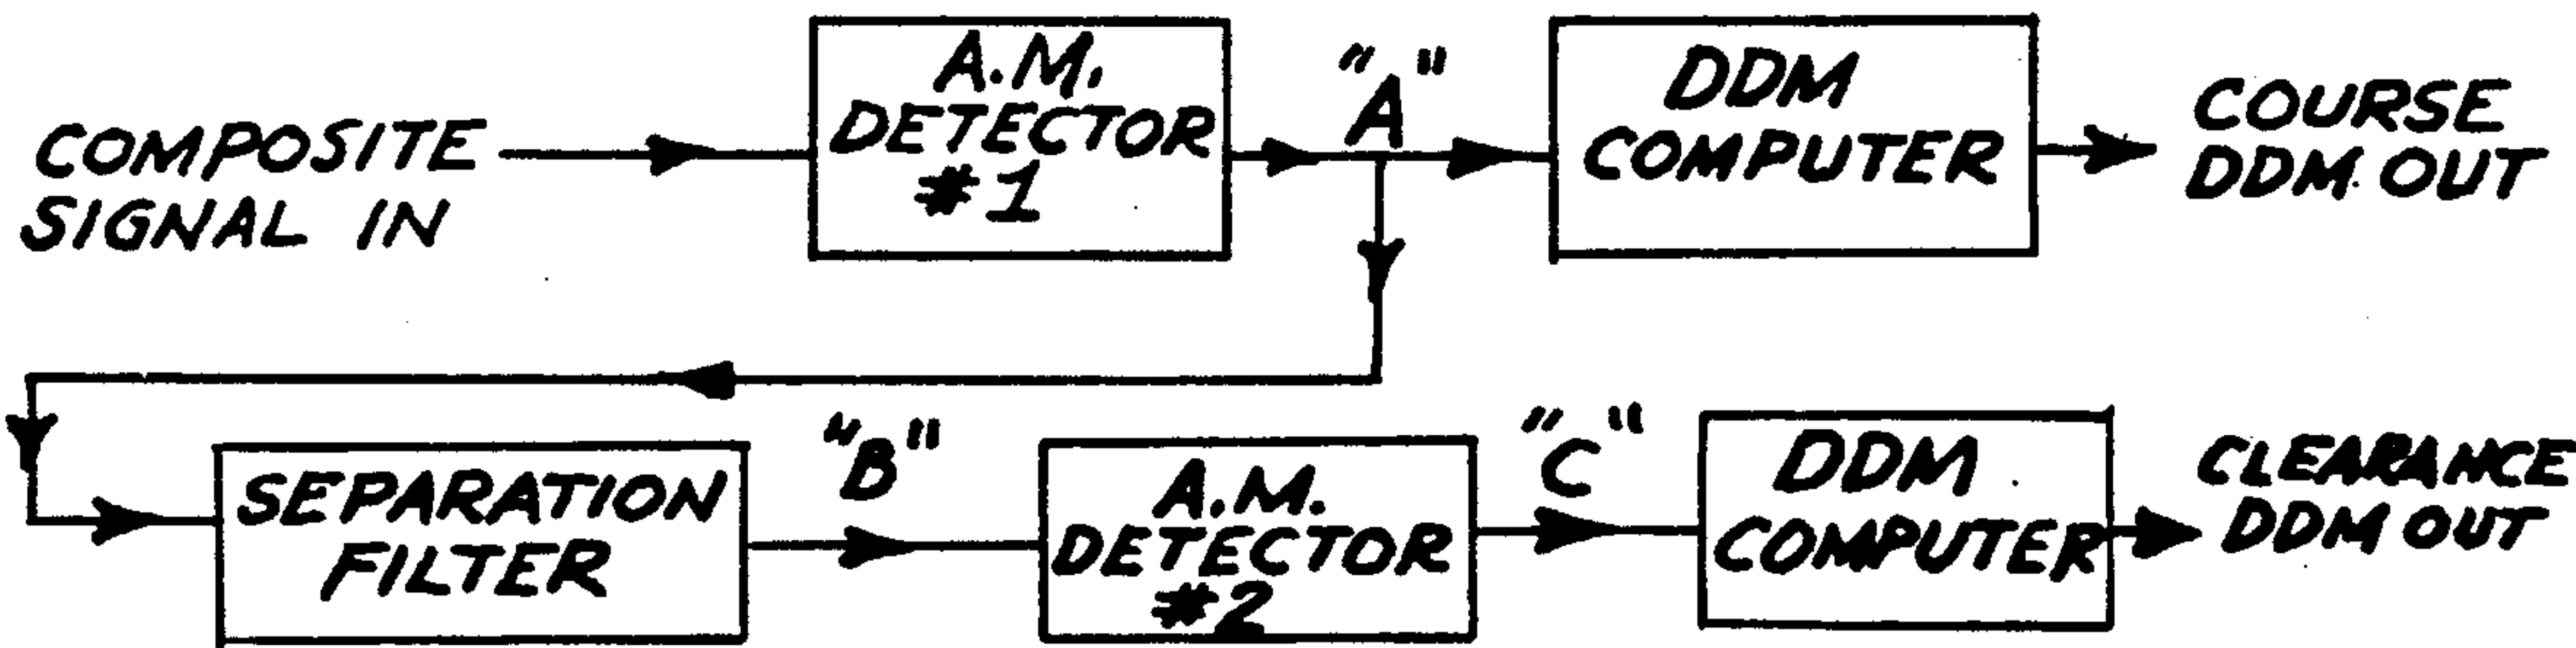 COMPOSITE
SIGNAL IN
A.M.
DETECTOR
#1
"A"
DDM
COMPUTER
COURSE
DDM OUT
SEPARATION
FILTER
"B"
A.M.
DETECTOR
#2
"C"
DDM
COMPUTER
CLEARANCE
DDM OUT